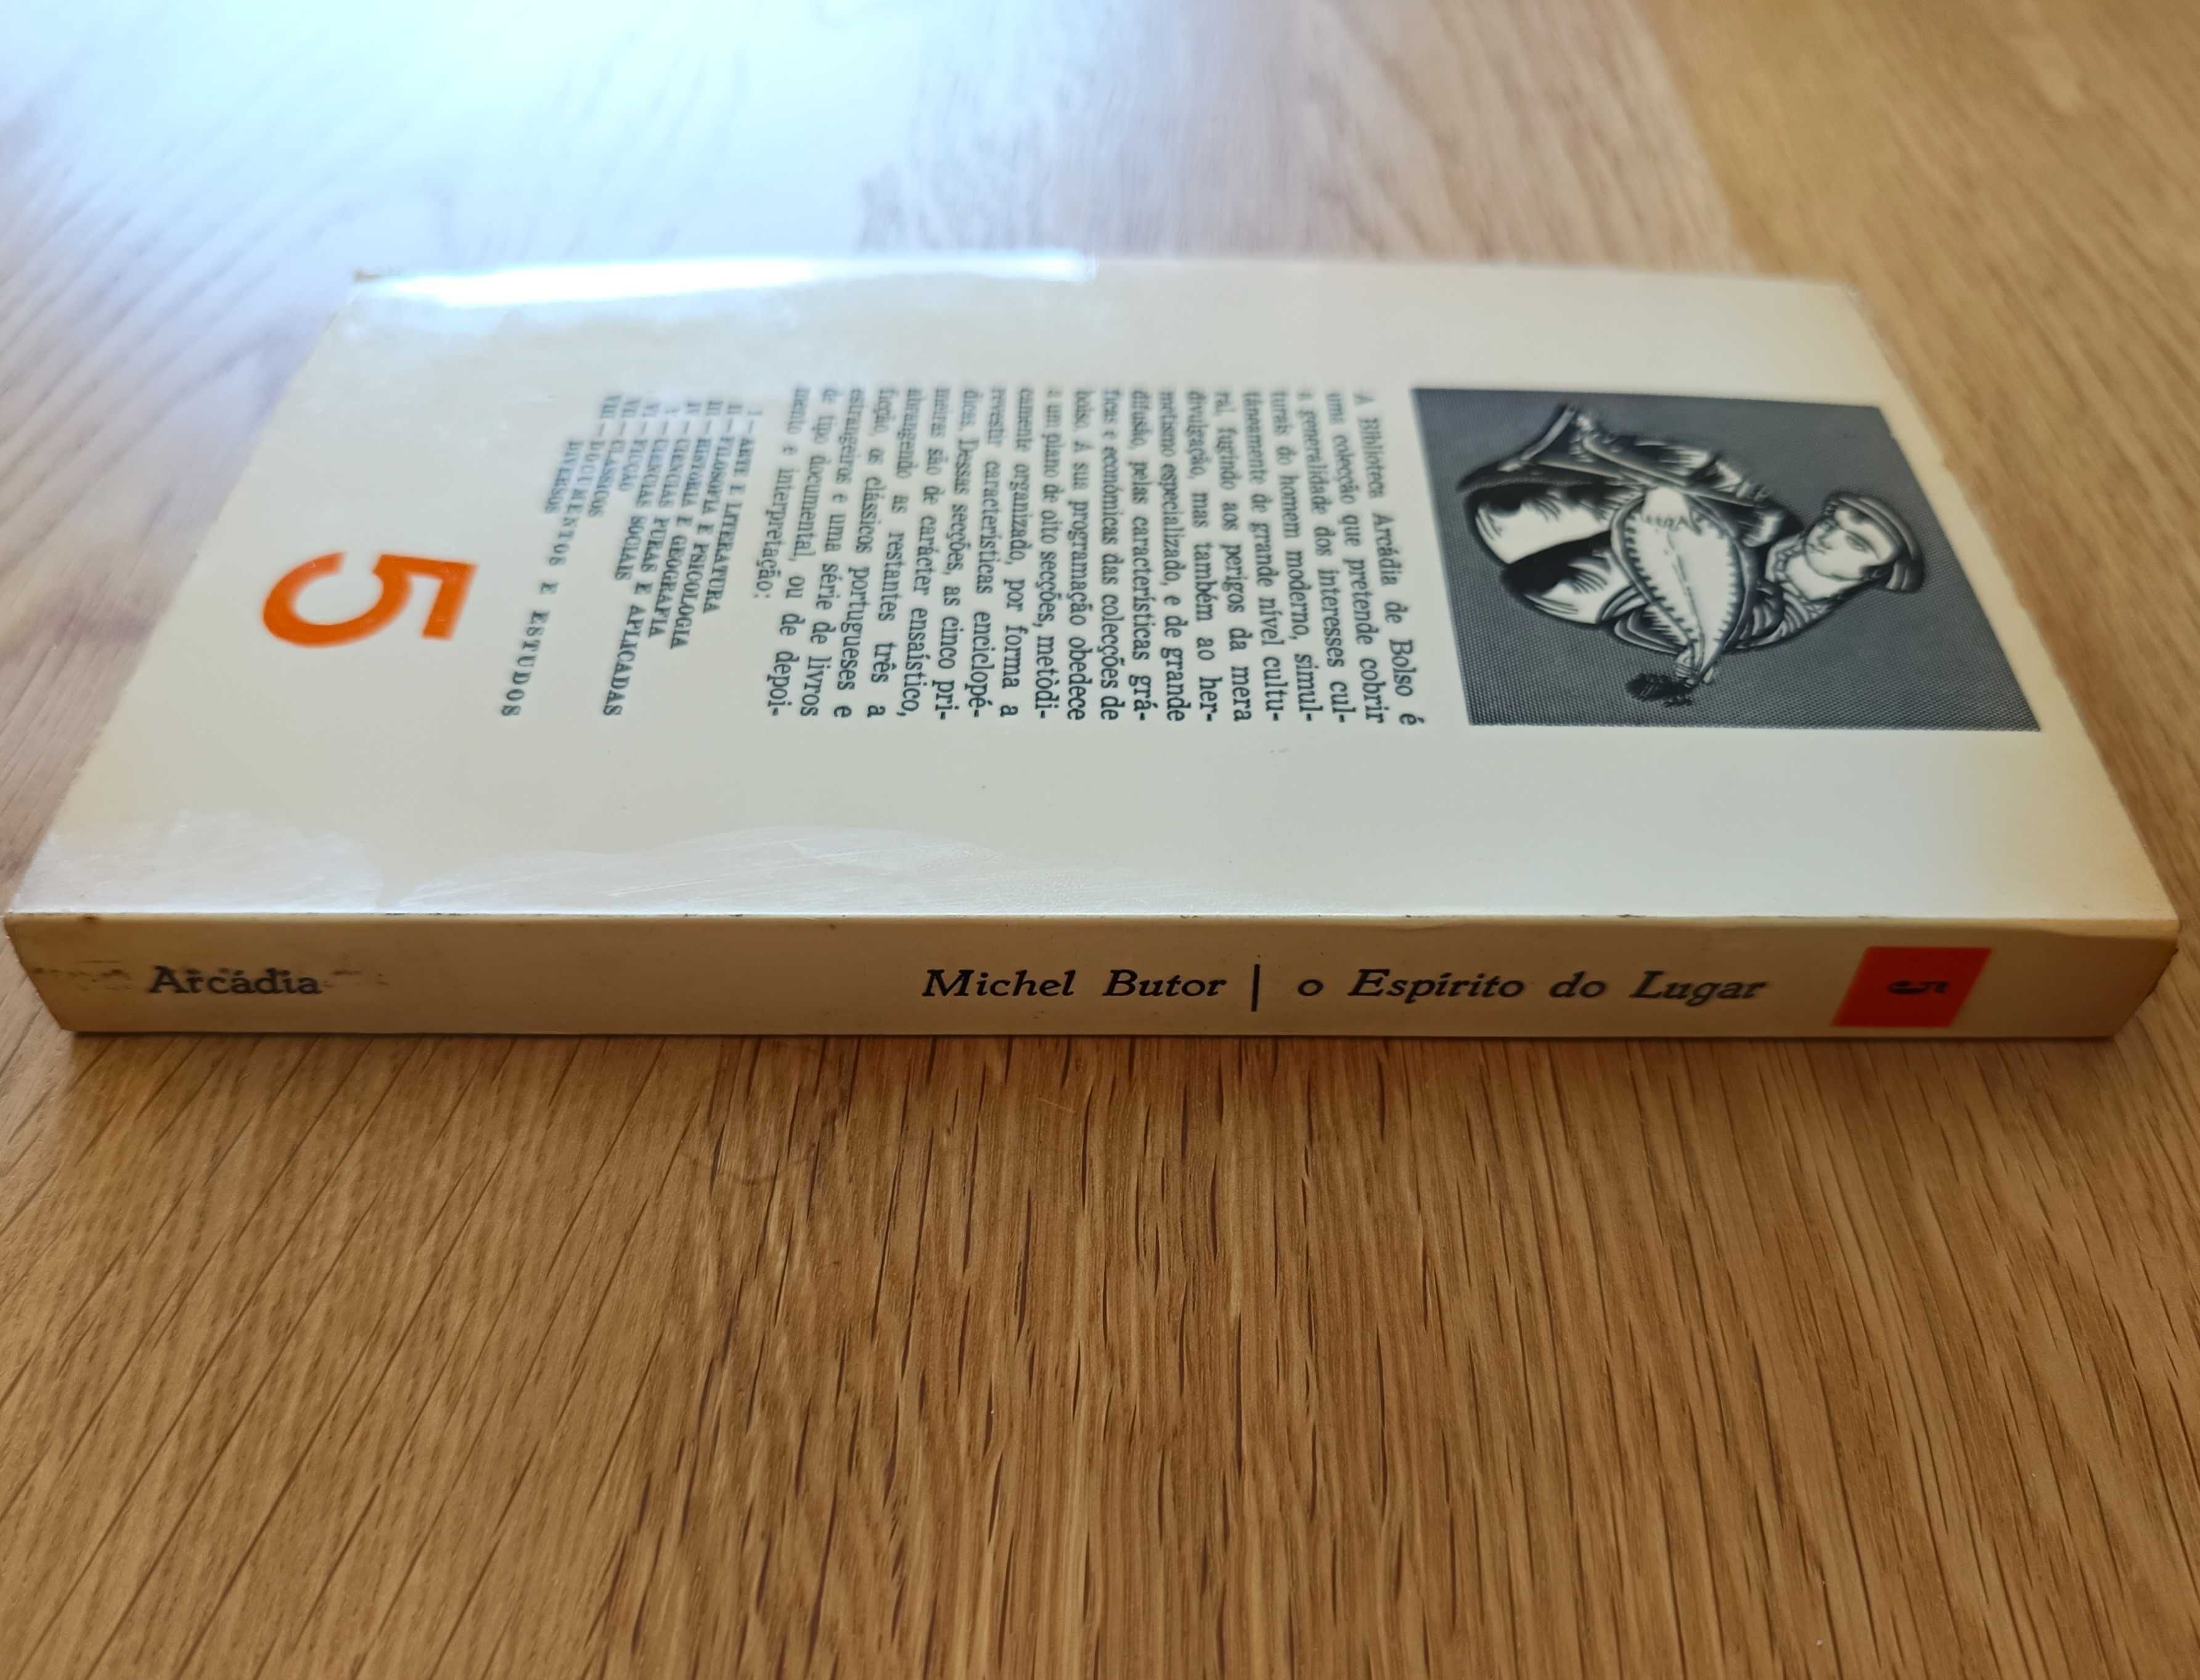 A Biblioteca Arcádia de Bolso é
uma colecção que pretende cobrir
a generalidade dos interesses cul-
turais do homem moderno, simul-
tâneamente de grande nível cultu-
ral, fugindo aos perigos da mera
divulgação, mas também ao her-
metismo especializado, e de grande
difusão, pelas características grá-
ficas e económicas das colecções de
bolso. A sua programação obedece
a um plano de oito secções, metòdi-
camente organizado, por forma a
revestir características enciclopé-
dicas. Dessas secções, as cinco pri-
meiras são de carácter ensaístico,
abrangendo as restantes três a
ficção, os clássicos portugueses e
estrangeiros e uma série de livros
de tipo documental, ou de depoi-
mento e interpretação:
I — ARTE E LITERATURA
II — FILOSOFIA E PSICOLOGIA
III — HISTÓRIA E GEOGRAFIA
IV — CIÊNCIAS PURAS E APLICADAS
V — CIÊNCIAS SOCIAIS
VI — FICÇÃO
VII — CLÁSSICOS
VIII — DOCUMENTOS E ESTUDOS
DIVERSOS
5
Arcádia
Michel Butor | o Espírito do Lugar
5